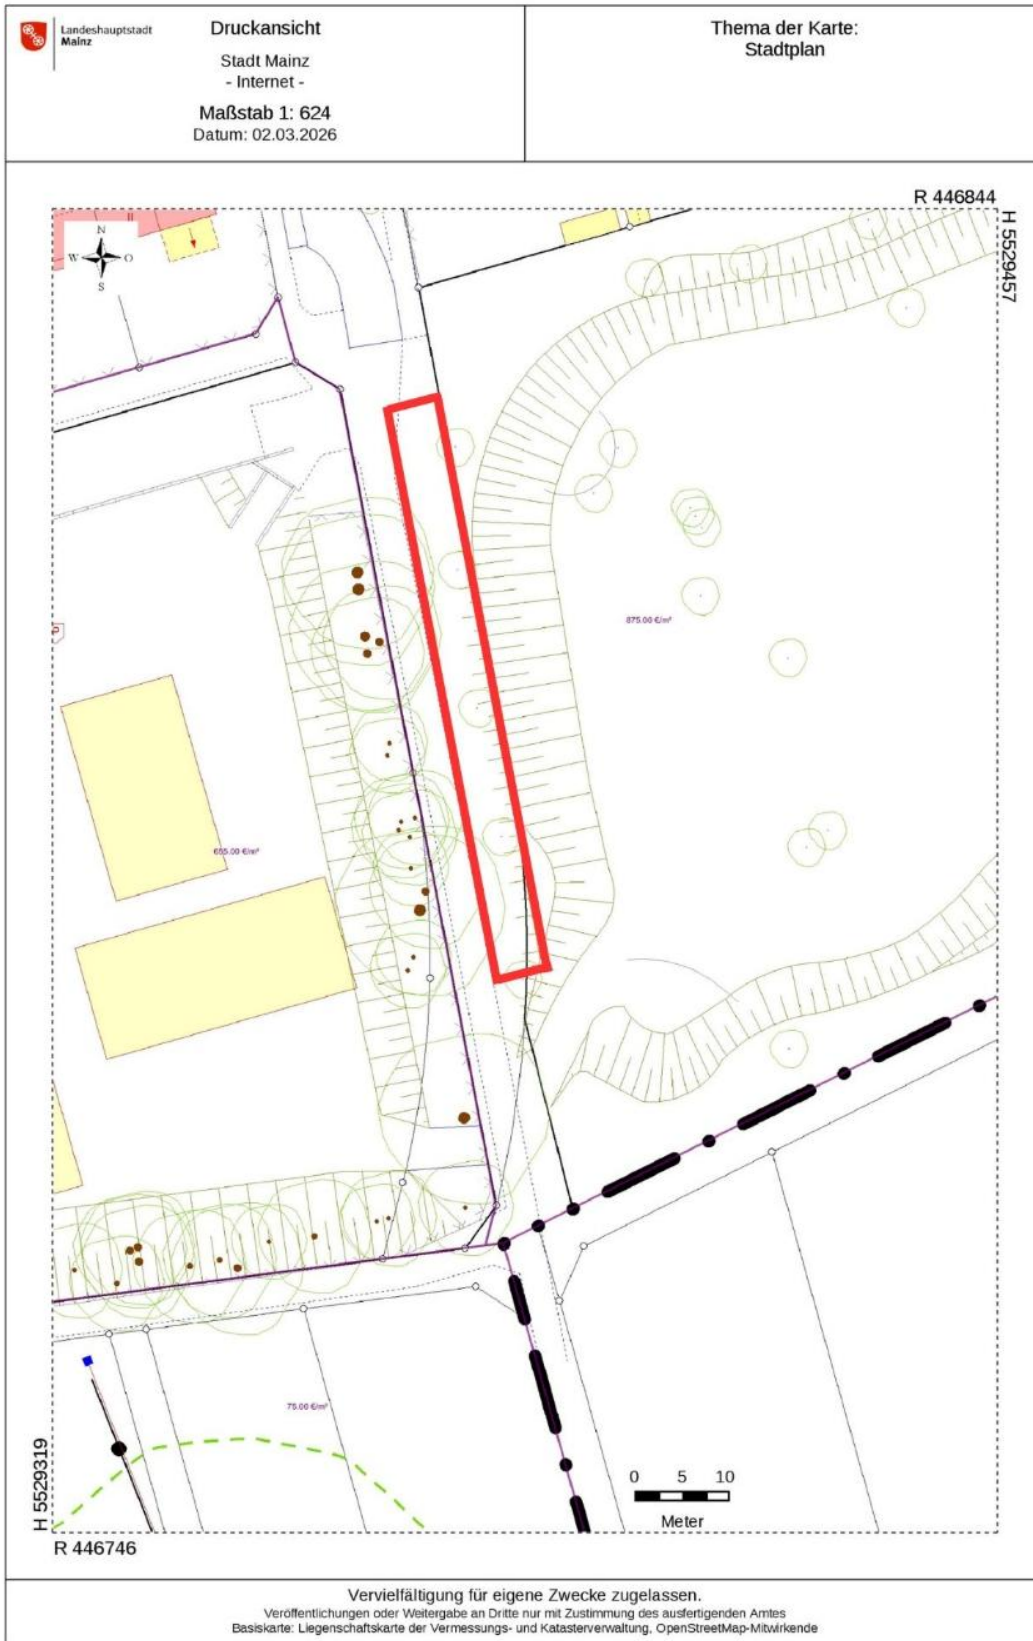 Landeshauptstadt
Mainz
Druckansicht
Stadt Mainz
- Internet -
Maßstab 1: 624
Datum: 02.03.2026
Thema der Karte:
Stadtplan
R 446844
H 5529457
N
W
O
S
875.00 €/m²
P
655.00 €/m²
75.00 €/m²
0 5 10
Meter
H 5529319
R 446746
Vervielfältigung für eigene Zwecke zugelassen.
Veröffentlichungen oder Weitergabe an Dritte nur mit Zustimmung des ausfertigenden Amtes
Basiskarte: Liegenschaftskarte der Vermessungs- und Katasterverwaltung, OpenStreetMap-Mitwirkende